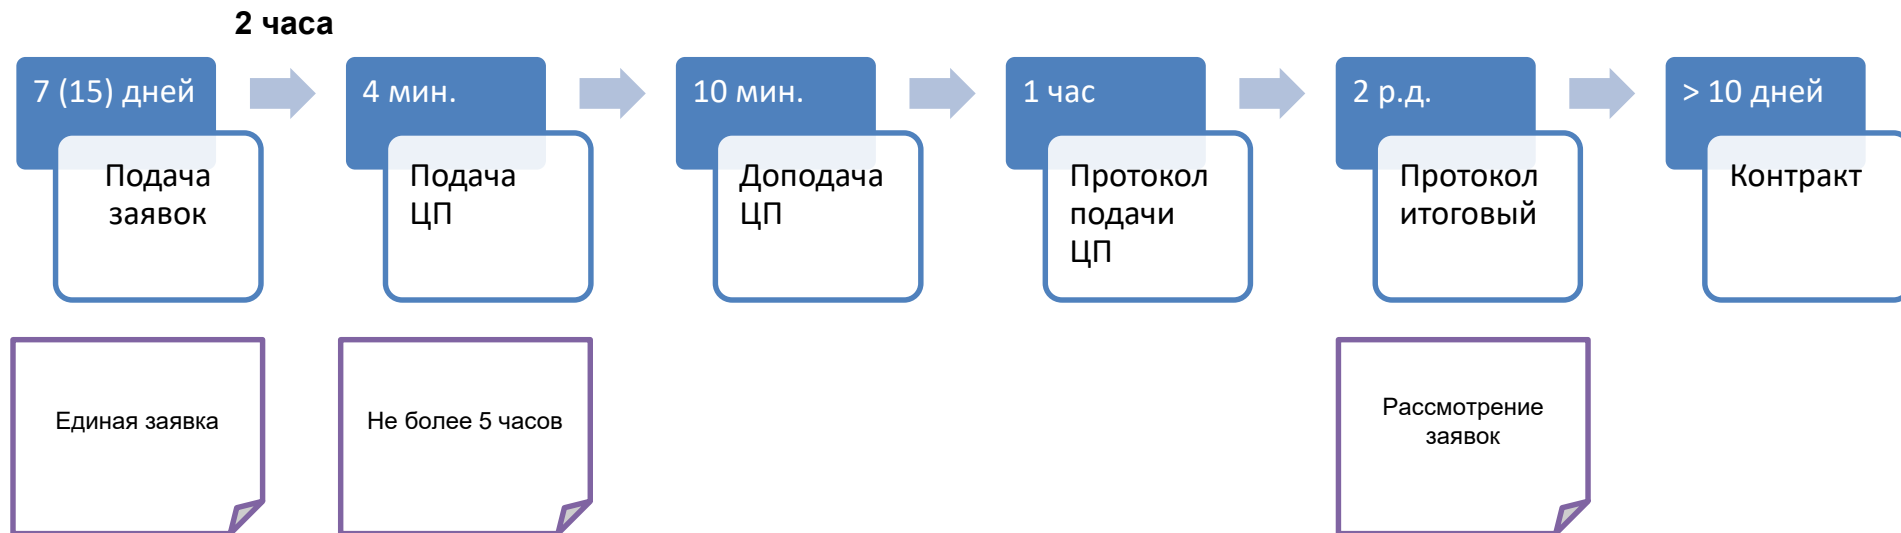 2 часа
7 (15) дней
Подача
заявок
4 мин.
Подача
ЦП
10 мин.
Доподача
ЦП
1 час
Протокол
подачи
ЦП
2 р.д.
Протокол
итоговый
> 10 дней
Контракт
Единая заявка
Не более 5 часов
Рассмотрение
заявок